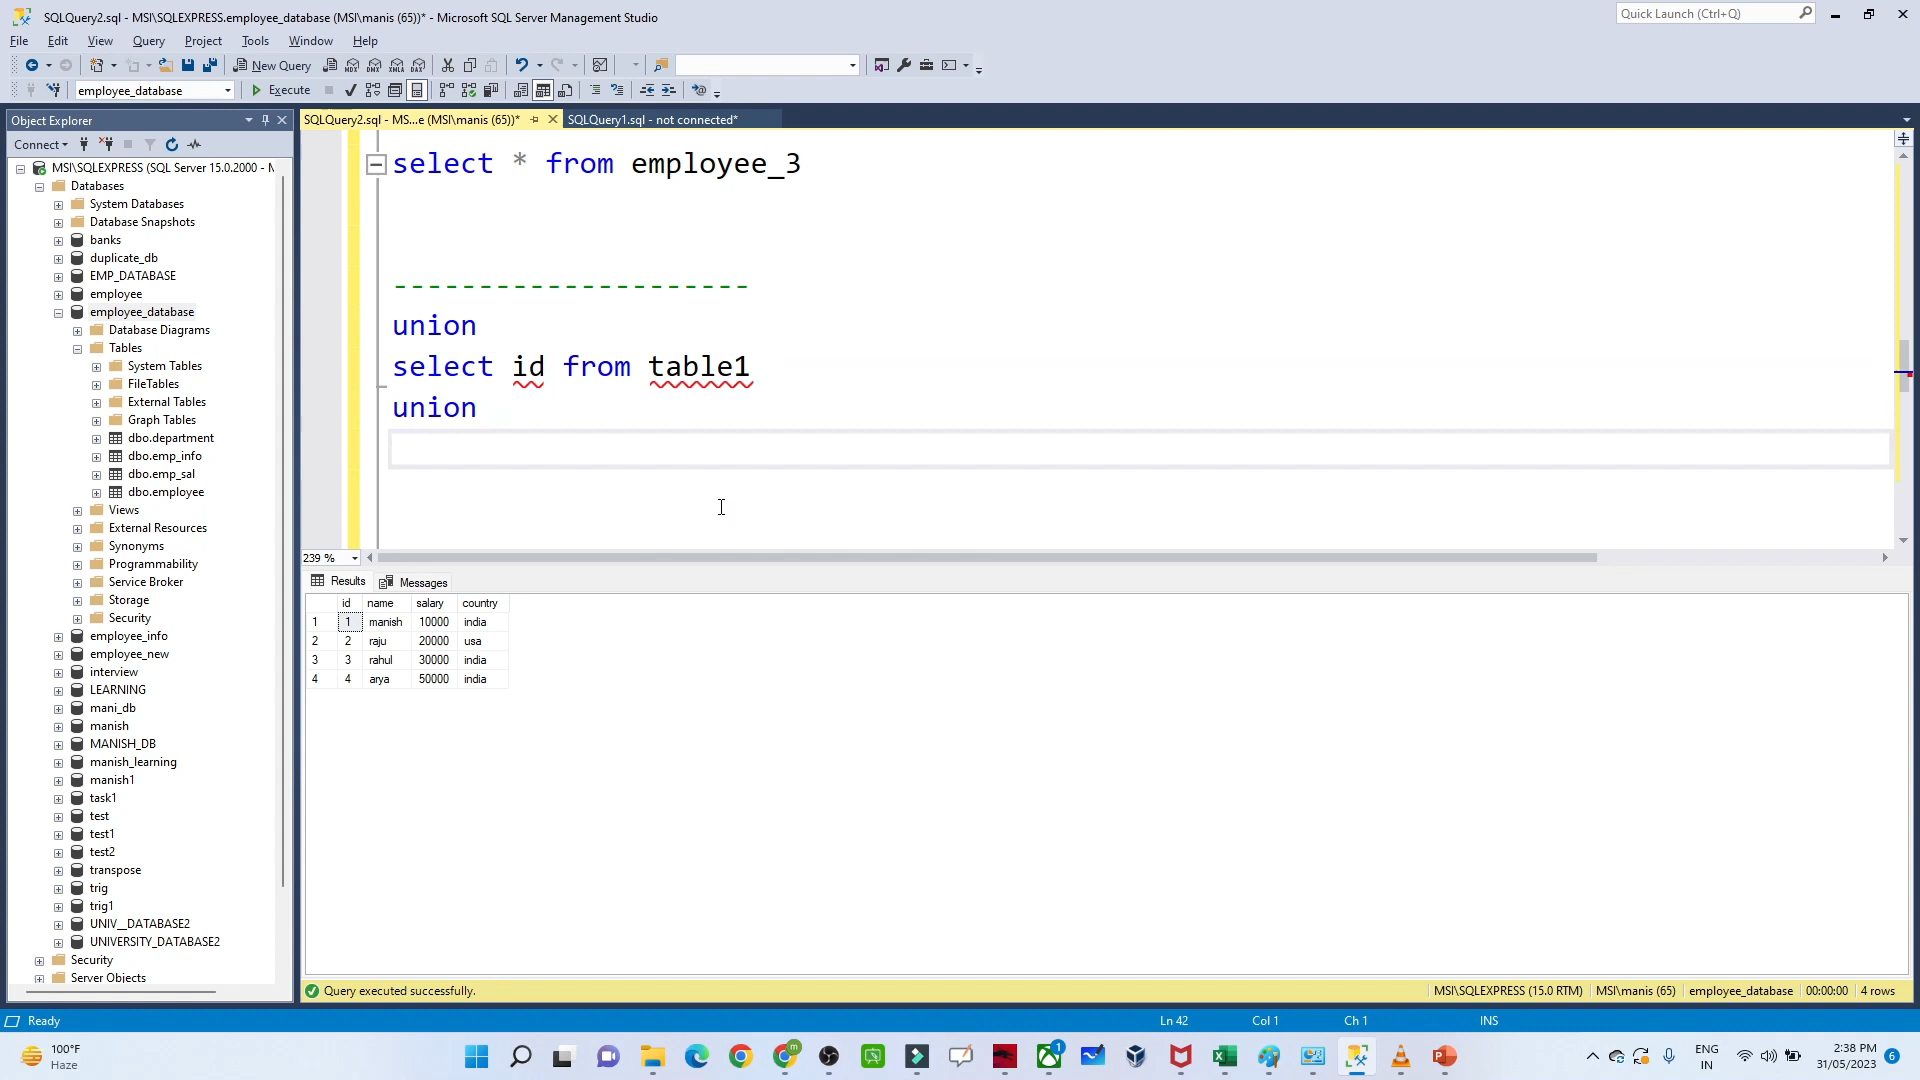 SQLQuery2.sql - MSI\SQLEXPRESS.employee_database (MSI\manis (65))* - Microsoft SQL Server Management Studio
Quick Launch (Ctrl+Q)
File Edit View Query Project Tools Window Help
New Query
employee_database
Execute
Object Explorer
SQLQuery2.sql - MS...e (MSI\manis (65))*
SQLQuery1.sql - not connected*
Connect
MSI\SQLEXPRESS (SQL Server 15.0.2000 - M
Databases
System Databases
Database Snapshots
banks
duplicate_db
EMP_DATABASE
employee
employee_database
Database Diagrams
Tables
System Tables
FileTables
External Tables
Graph Tables
dbo.department
dbo.emp_info
dbo.emp_sal
dbo.employee
Views
External Resources
Synonyms
Programmability
Service Broker
Storage
Security
employee_info
employee_new
interview
LEARNING
mani_db
manish
MANISH_DB
manish_learning
manish1
task1
test
test1
test2
transpose
trig
trig1
UNIV__DATABASE2
UNIVERSITY_DATABASE2
Security
Server Objects
select * from employee_3
---------------------
union
select id from table1
union
239 %
Results Messages
id name salary country
1 1 manish 10000 india
2 2 raju 20000 usa
3 3 rahul 30000 india
4 4 arya 50000 india
Query executed successfully.
MSI\SQLEXPRESS (15.0 RTM) MSI\manis (65) employee_database 00:00:00 4 rows
Ready
Ln 42 Col 1 Ch 1 INS
100°F
Haze
1
m
ENG
IN
2:38 PM
31/05/2023
6